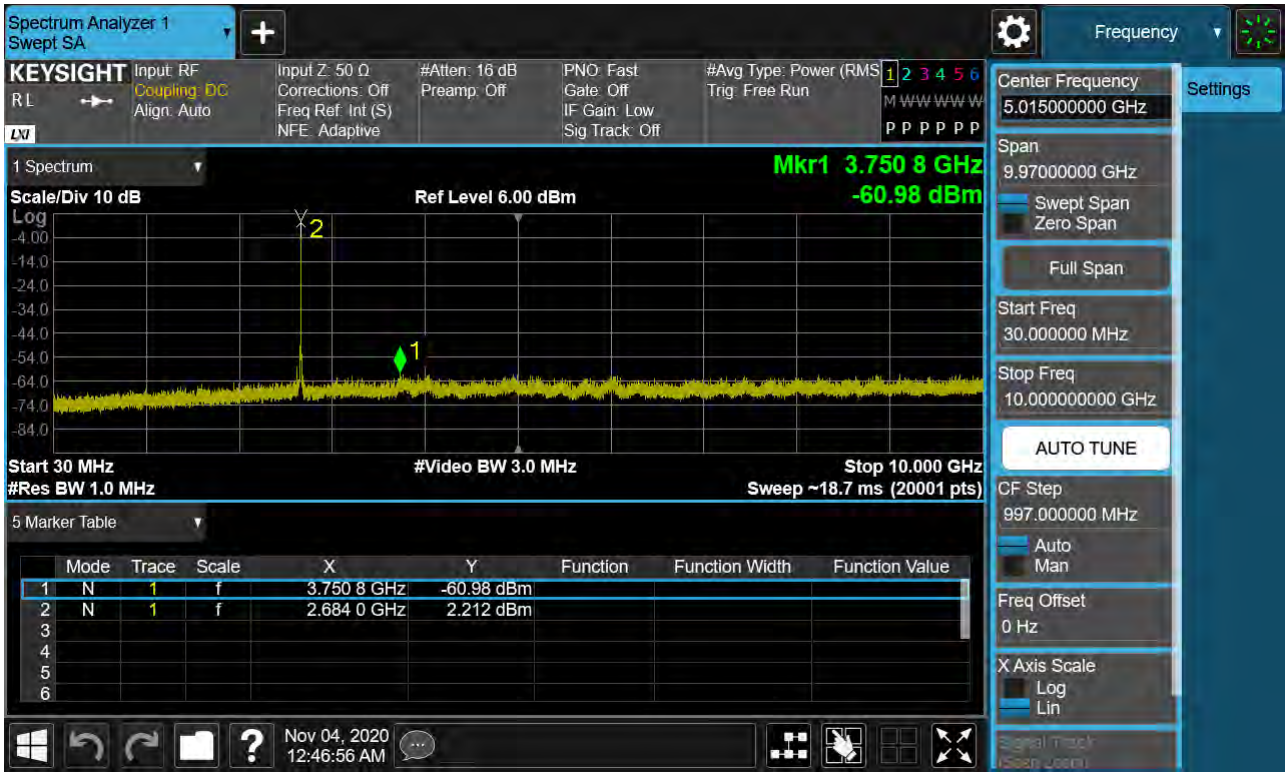 Spectrum Analyzer 1
Swept SA
+
Frequency
KEYSIGHT
RL
LXI
Input: RF
Coupling: DC
Align: Auto
Input Z: 50 Ω
Corrections: Off
Freq Ref: Int (S)
NFE: Adaptive
#Atten: 16 dB
Preamp: Off
PNO: Fast
Gate: Off
IF Gain: Low
Sig Track: Off
#Avg Type: Power (RMS
Trig: Free Run
1 2 3 4 5 6
M W W W W W
P P P P P P
1 Spectrum
Mkr1 3.750 8 GHz
-60.98 dBm
Scale/Div 10 dB
Ref Level 6.00 dBm
Log
-4.00
-14.0
-24.0
-34.0
-44.0
-54.0
-64.0
-74.0
-84.0
2
1
Start 30 MHz
#Video BW 3.0 MHz
Stop 10.000 GHz
#Res BW 1.0 MHz
Sweep ~18.7 ms (20001 pts)
5 Marker Table
Mode Trace Scale X Y Function Function Width Function Value
1 N 1 f 3.750 8 GHz -60.98 dBm
2 N 1 f 2.684 0 GHz 2.212 dBm
3
4
5
6
Center Frequency
5.015000000 GHz
Settings
Span
9.97000000 GHz
Swept Span
Zero Span
Full Span
Start Freq
30.000000 MHz
Stop Freq
10.000000000 GHz
AUTO TUNE
CF Step
997.000000 MHz
Auto
Man
Freq Offset
0 Hz
X Axis Scale
Log
Lin
Signal Track
(Span Zoom)
?
Nov 04, 2020
12:46:56 AM